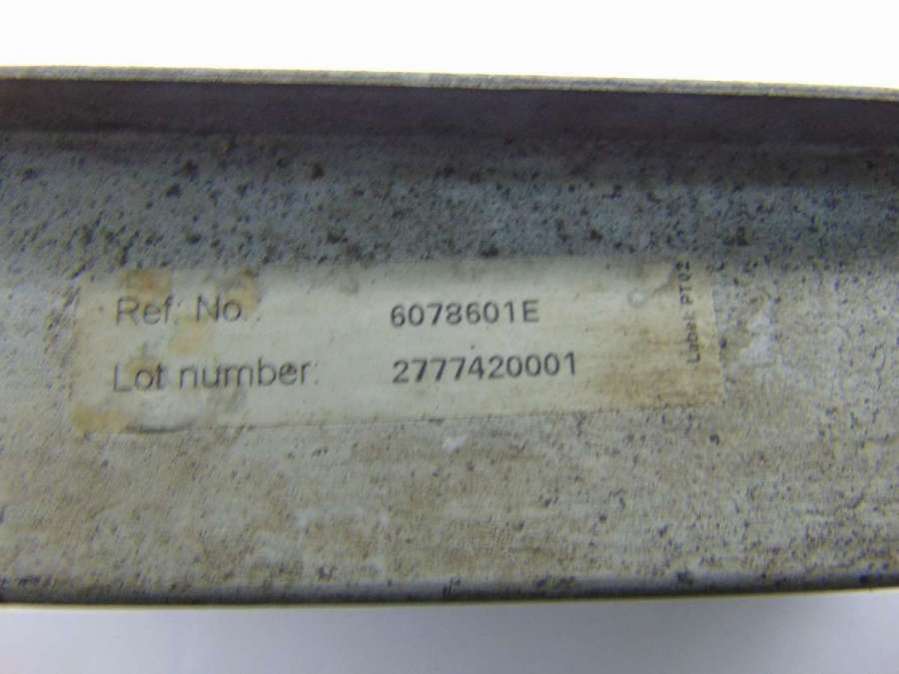 Ref. No.: 6078601E
Lot number: 2777420001
Label: PT02